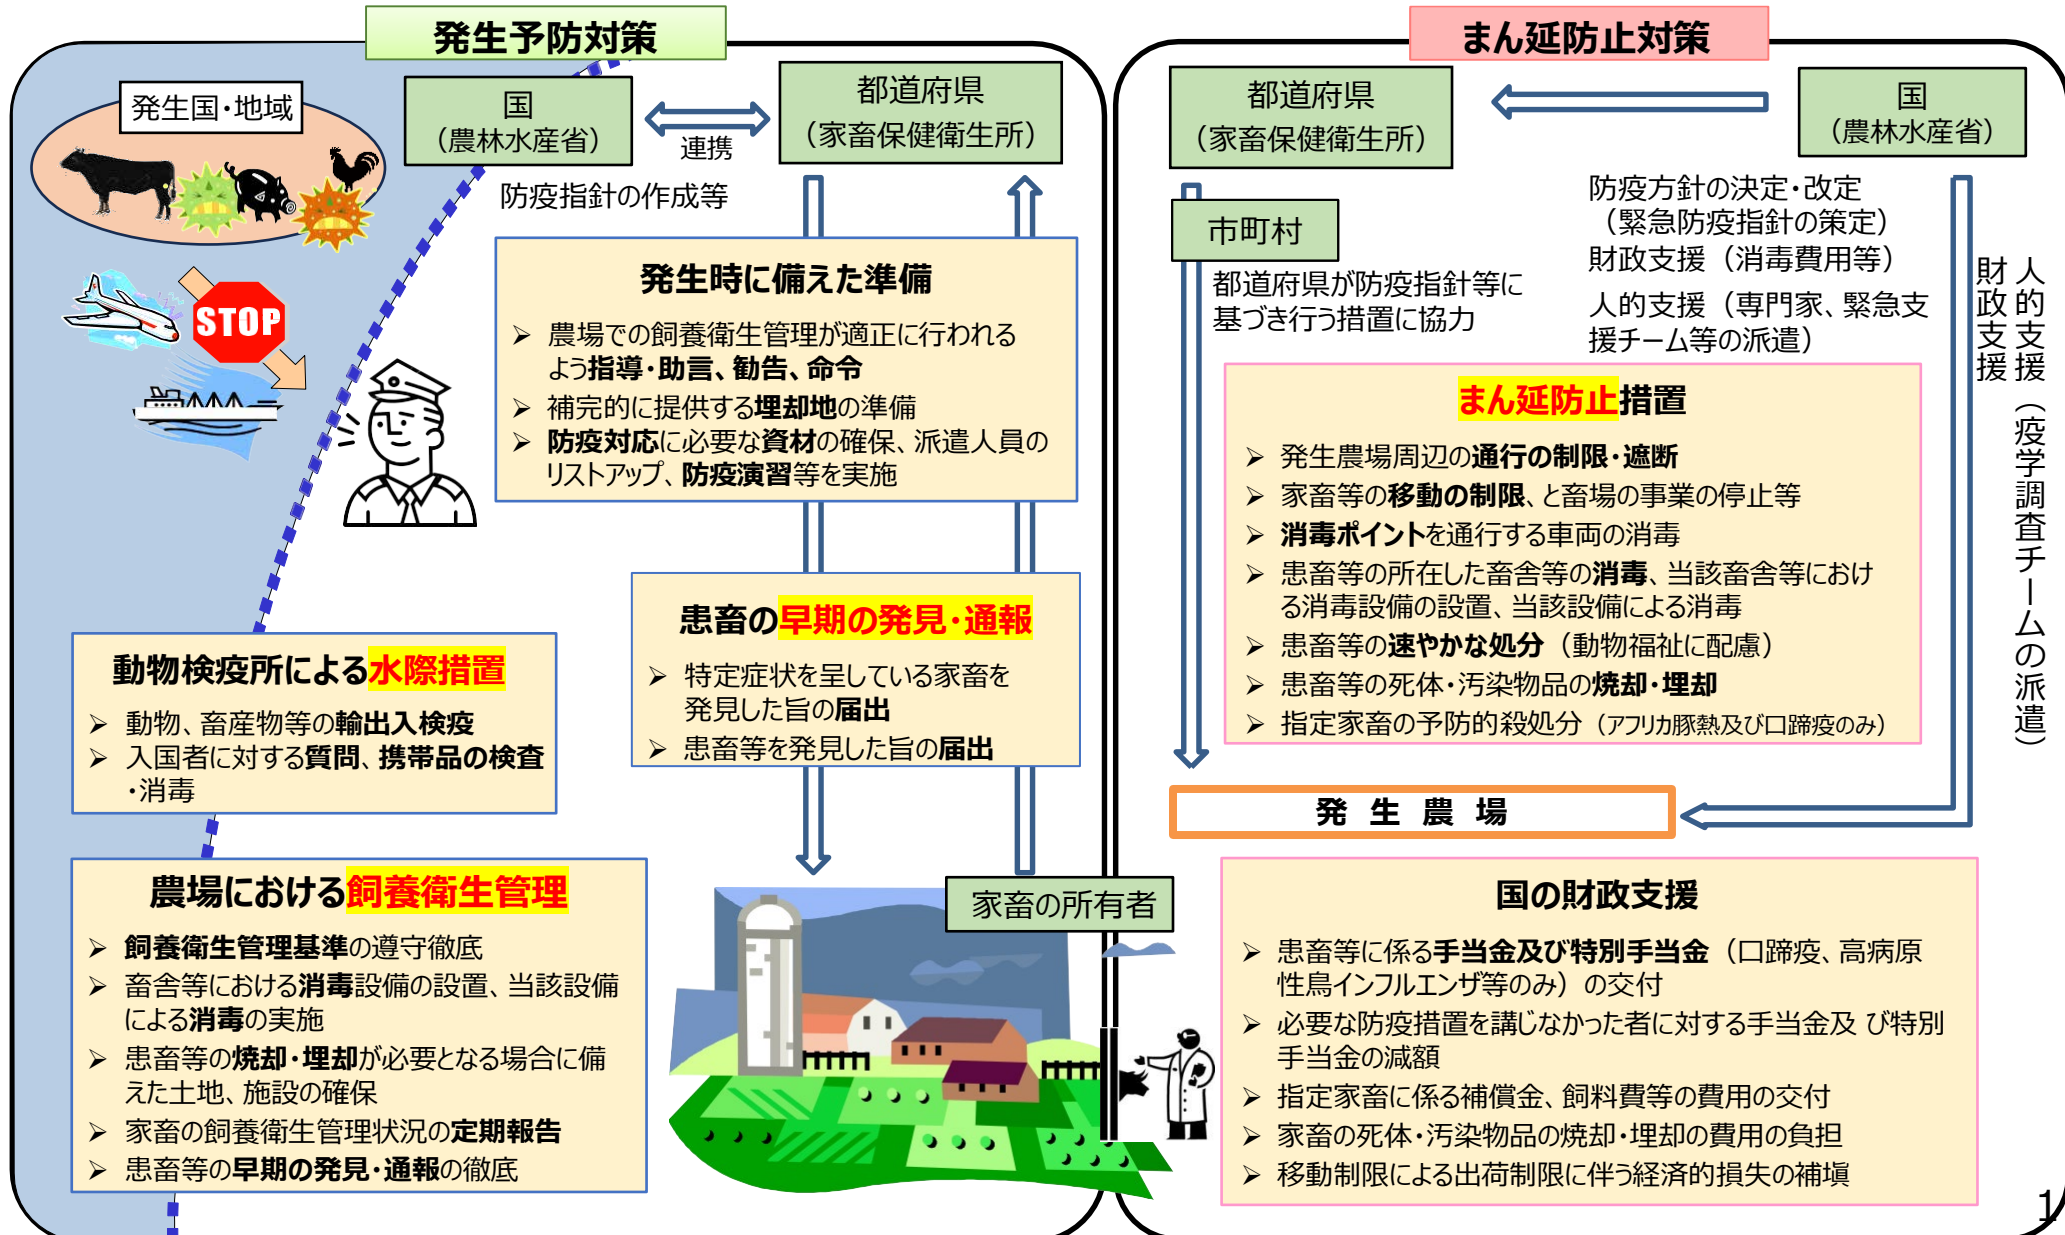 発生予防対策
発生国・地域
国
（農林水産省）
連携
都道府県
（家畜保健衛生所）
防疫指針の作成等
STOP
発生時に備えた準備
➢ 農場での飼養衛生管理が適正に行われる
よう指導・助言、勧告、命令
➢ 補完的に提供する埋却地の準備
➢ 防疫対応に必要な資材の確保、派遣人員の
リストアップ、防疫演習等を実施
患畜の早期の発見・通報
➢ 特定症状を呈している家畜を
発見した旨の届出
➢ 患畜等を発見した旨の届出
動物検疫所による水際措置
➢ 動物、畜産物等の輸出入検疫
➢ 入国者に対する質問、携帯品の検査
・消毒
農場における飼養衛生管理
➢ 飼養衛生管理基準の遵守徹底
➢ 畜舎等における消毒設備の設置、当該設備
による消毒の実施
➢ 患畜等の焼却・埋却が必要となる場合に備
えた土地、施設の確保
➢ 家畜の飼養衛生管理状況の定期報告
➢ 患畜等の早期の発見・通報の徹底
家畜の所有者
まん延防止対策
都道府県
（家畜保健衛生所）
国
（農林水産省）
市町村
都道府県が防疫指針等に
基づき行う措置に協力
防疫方針の決定・改定
（緊急防疫指針の策定）
財政支援（消毒費用等）
人的支援（専門家、緊急支
援チーム等の派遣）
人的支援（疫学調査チームの派遣）
財政支援
まん延防止措置
➢ 発生農場周辺の通行の制限・遮断
➢ 家畜等の移動の制限、と畜場の事業の停止等
➢ 消毒ポイントを通行する車両の消毒
➢ 患畜等の所在した畜舎等の消毒、当該畜舎等におけ
る消毒設備の設置、当該設備による消毒
➢ 患畜等の速やかな処分（動物福祉に配慮）
➢ 患畜等の死体・汚染物品の焼却・埋却
➢ 指定家畜の予防的殺処分（アフリカ豚熱及び口蹄疫のみ）
発 生 農 場
国の財政支援
➢ 患畜等に係る手当金及び特別手当金（口蹄疫、高病原
性鳥インフルエンザ等のみ）の交付
➢ 必要な防疫措置を講じなかった者に対する手当金及 び特別
手当金の減額
➢ 指定家畜に係る補償金、飼料費等の費用の交付
➢ 家畜の死体・汚染物品の焼却・埋却の費用の負担
➢ 移動制限による出荷制限に伴う経済的損失の補塡
1